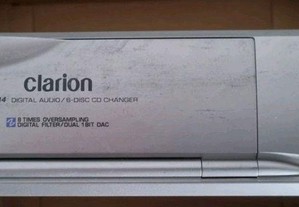 clarion
DIGITAL AUDIO/6-DISC CD CHANGER
8 TIMES OVERSAMPLING
DIGITAL FILTER/DUAL 1 BIT DAC